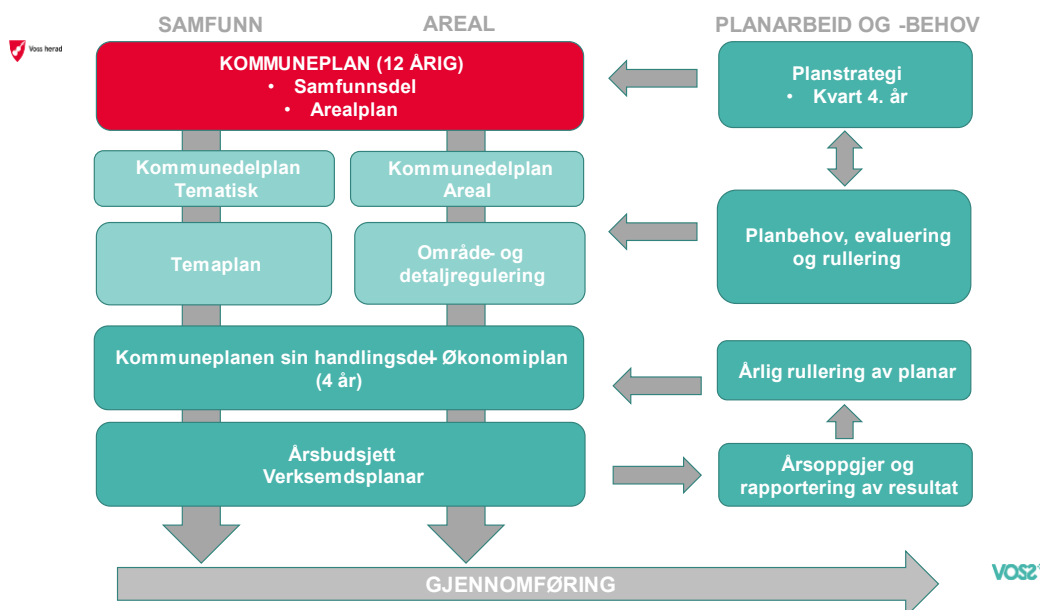 SAMFUNN
AREAL
PLANARBEID OG -BEHOV
Voss herad
KOMMUNEPLAN (12 ÅRIG)
• Samfunnsdel
• Arealplan
Planstrategi
• Kvart 4. år
Kommunedelplan
Tematisk
Kommunedelplan
Areal
Temaplan
Område- og
detaljregulering
Planbehov, evaluering
og rullering
Kommuneplanen sin handlingsdel + Økonomiplan
(4 år)
Årlig rullering av planar
Årsbudsjett
Verksemdsplanar
Årsoppgjer og
rapportering av resultat
GJENNOMFØRING
VOSS